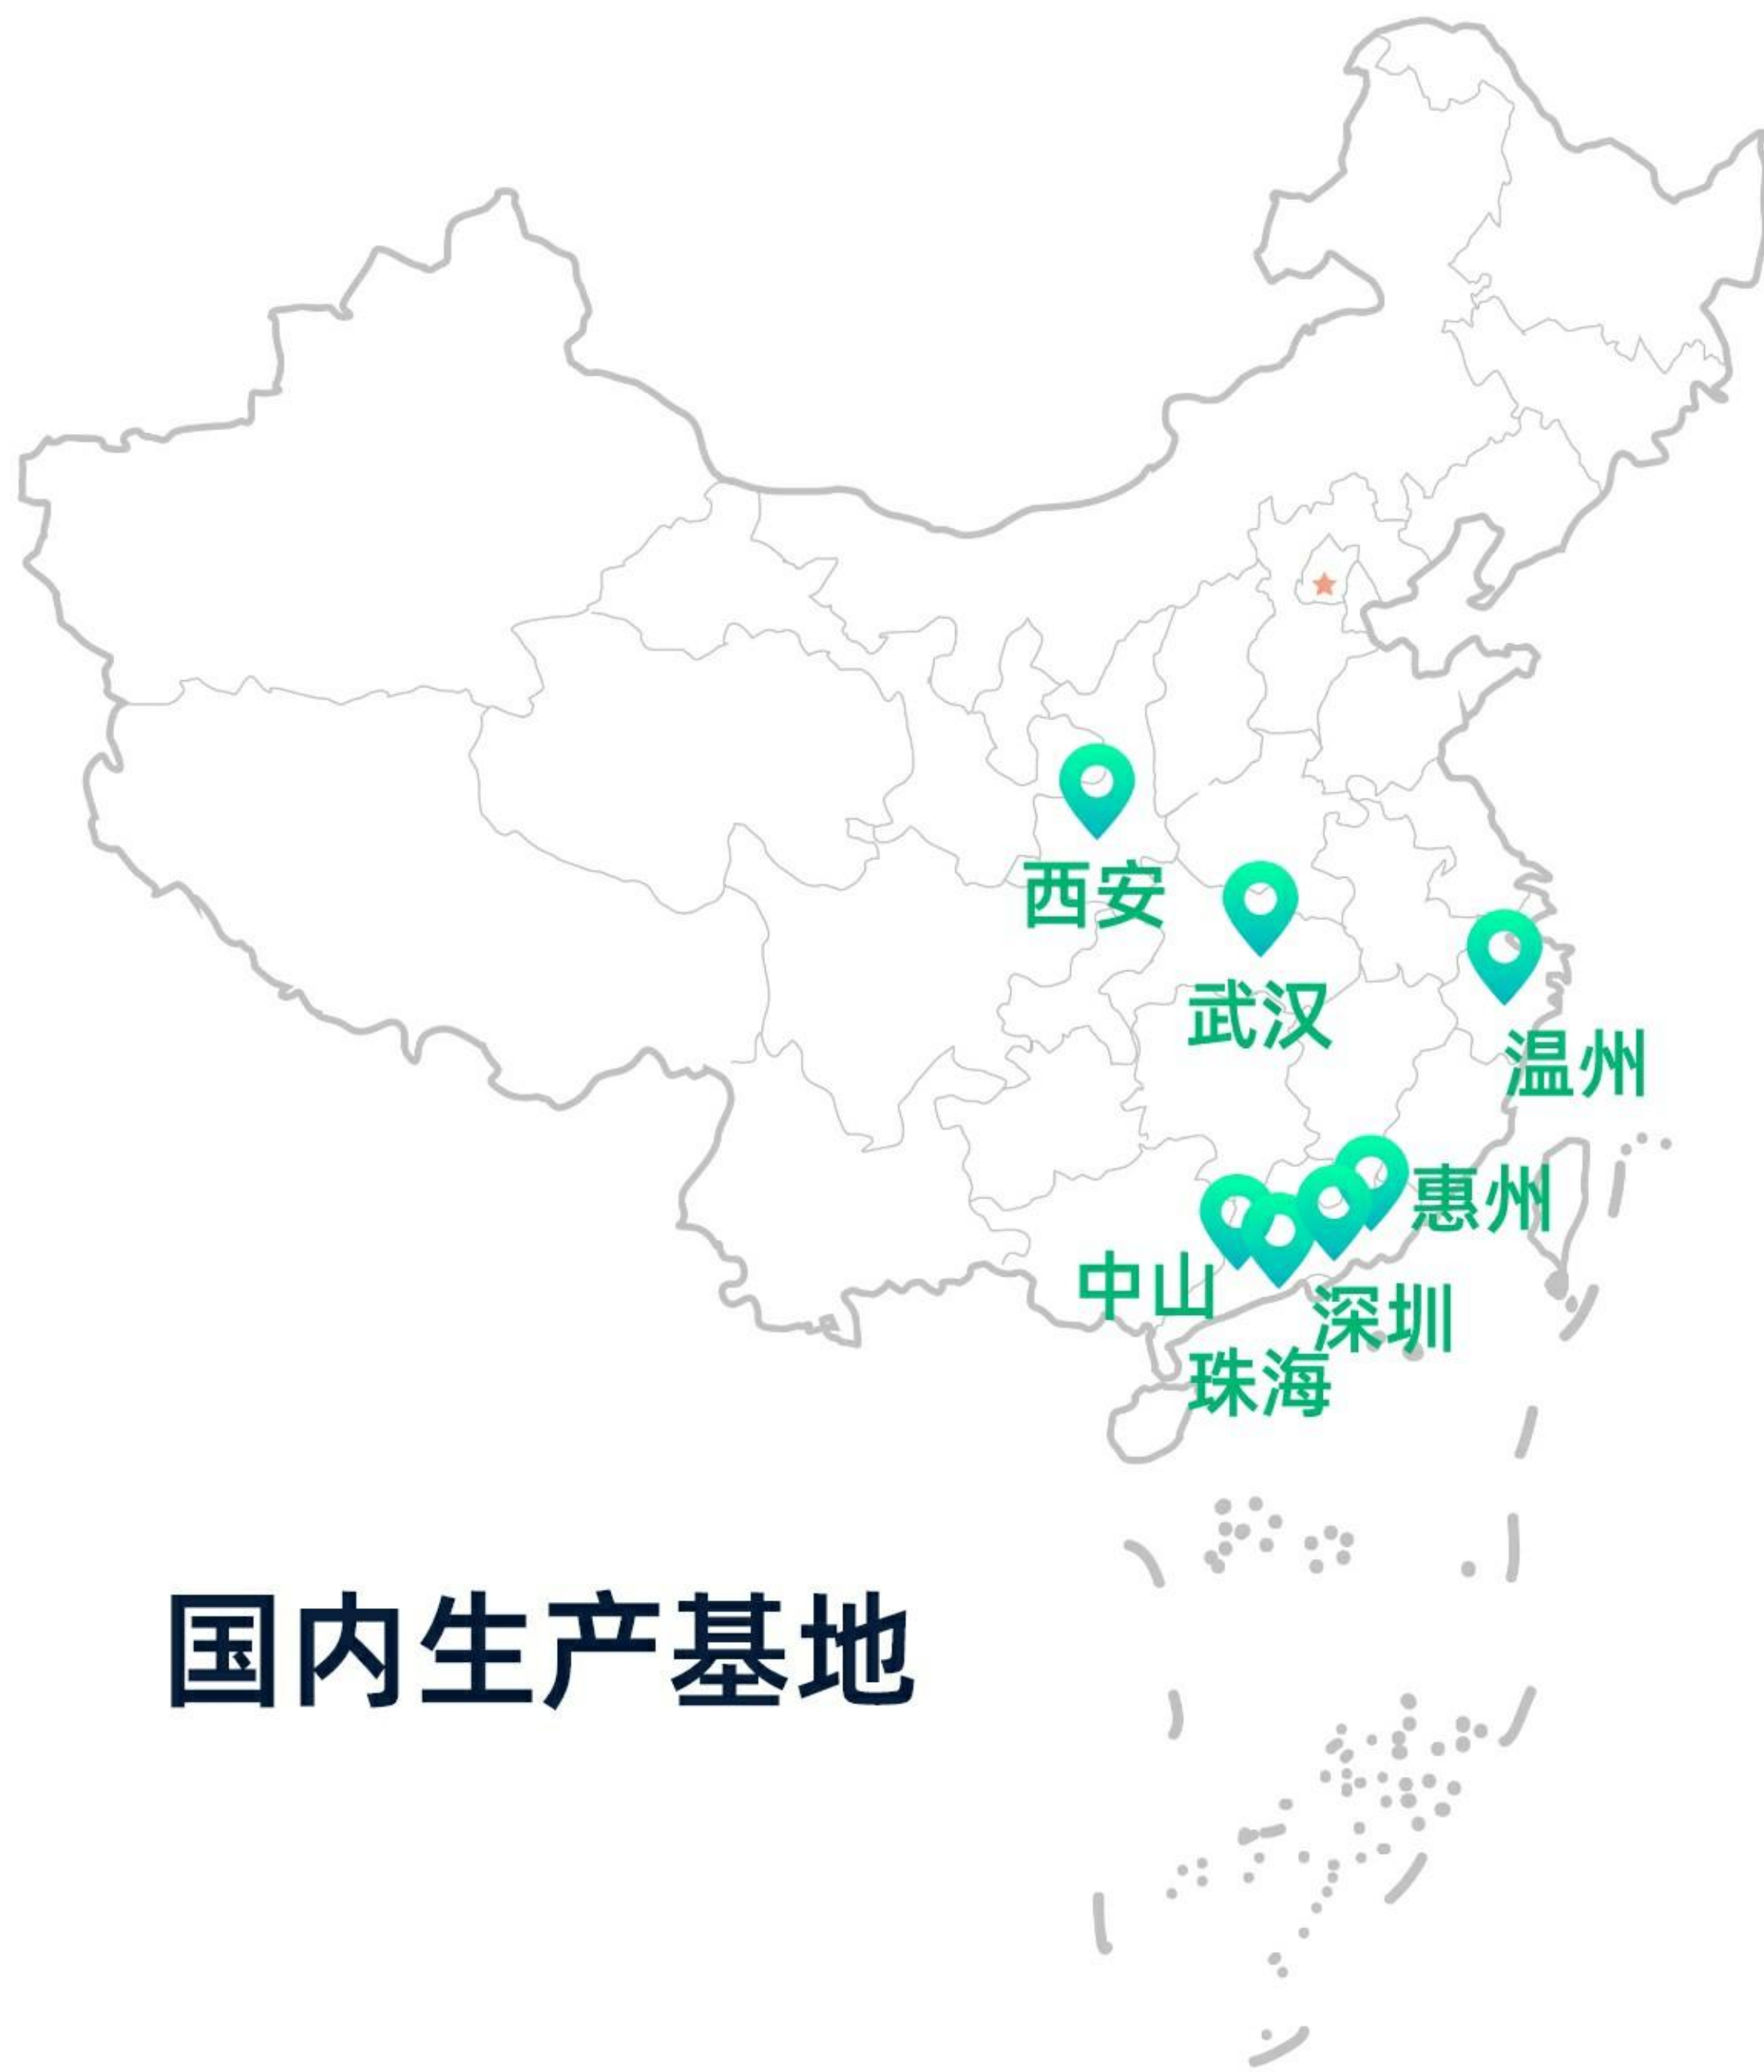 西安
武汉
温州
惠州
中山
深圳
珠海
国内生产基地